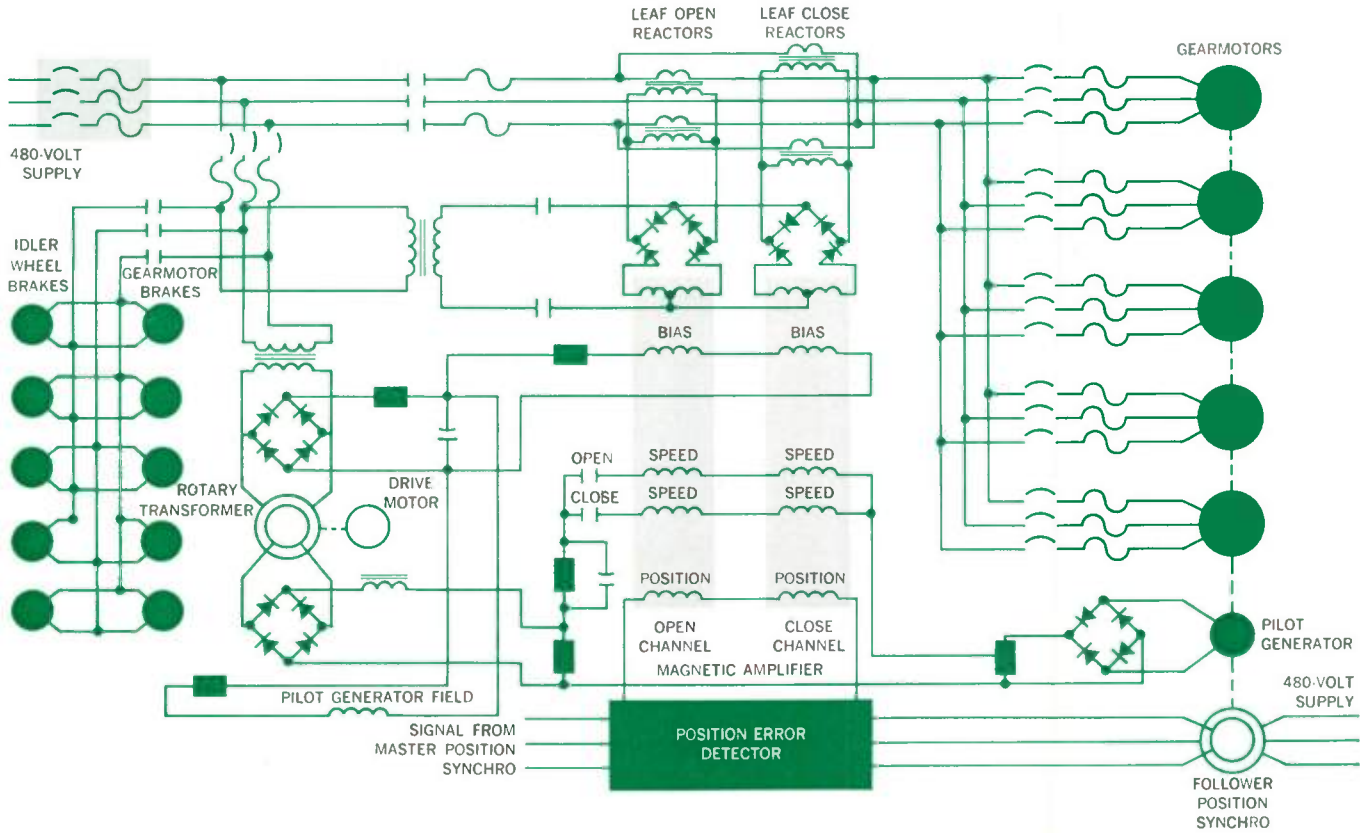 LEAF OPEN
REACTORS
LEAF CLOSE
REACTORS
GEARMOTORS
480-VOLT
SUPPLY
IDLER
WHEEL
BRAKES
GEARMOTOR
BRAKES
BIAS
BIAS
ROTARY
TRANSFORMER
DRIVE
MOTOR
OPEN
CLOSE
SPEED
SPEED
SPEED
SPEED
POSITION
POSITION
OPEN
CHANNEL
CLOSE
CHANNEL
MAGNETIC AMPLIFIER
PILOT
GENERATOR
PILOT GENERATOR FIELD
480-VOLT
SUPPLY
SIGNAL FROM
MASTER POSITION
SYNCHRO
POSITION ERROR
DETECTOR
FOLLOWER
POSITION
SYNCHRO